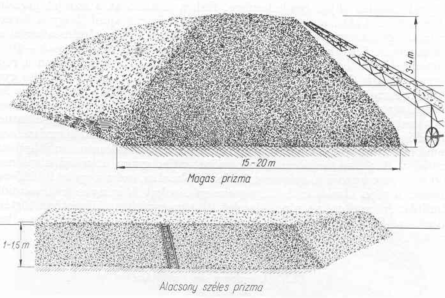 3-4 m
15-20 m
Magas prizma
1-1,5 m
Alacsony széles prizma